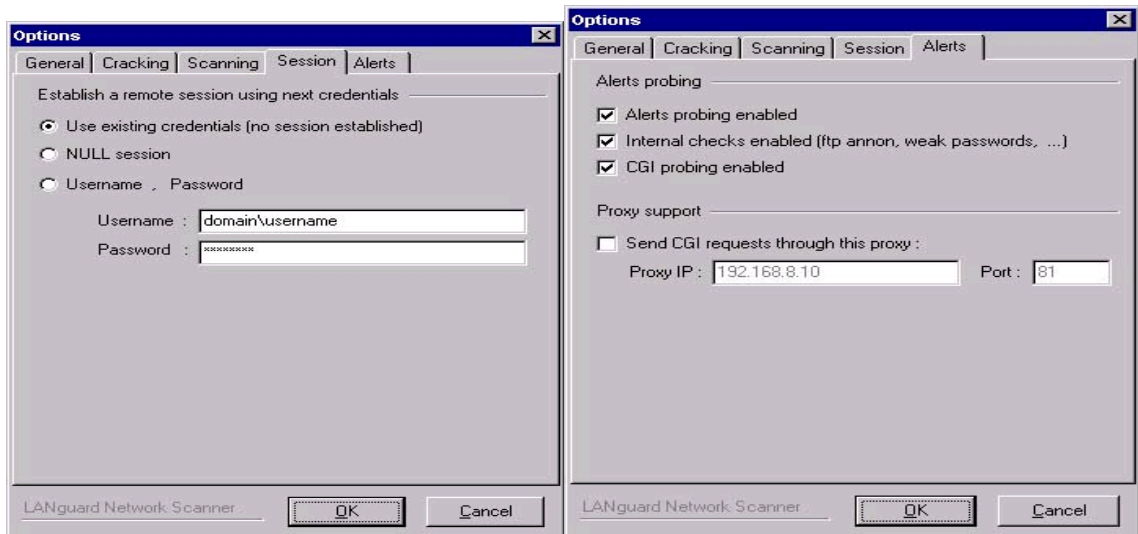 Options
General Cracking Scanning Session Alerts
Establish a remote session using next credentials
Use existing credentials (no session established)
NULL session
Username , Password
Username : domain\username
Password : ********
LANguard Network Scanner
OK Cancel
Options
General Cracking Scanning Session Alerts
Alerts probing
Alerts probing enabled
Internal checks enabled (ftp annon, weak passwords, ...)
CGI probing enabled
Proxy support
Send CGI requests through this proxy :
Proxy IP : 192.168.8.10 Port : 81
LANguard Network Scanner
OK Cancel